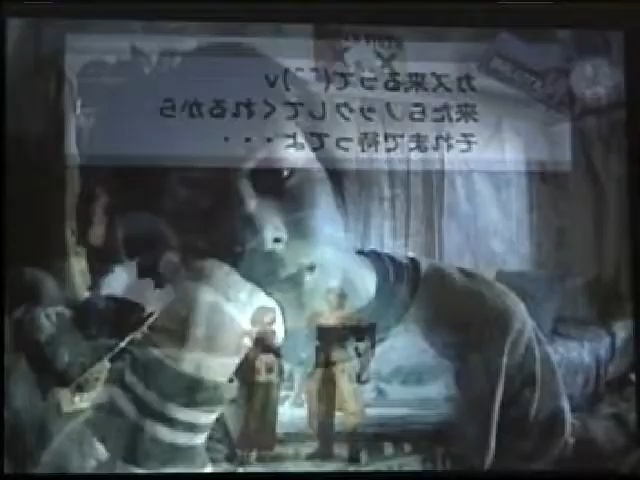 カズ来るって(^^)v
来たらノックしてくれるから
それまで待ってよ・・・